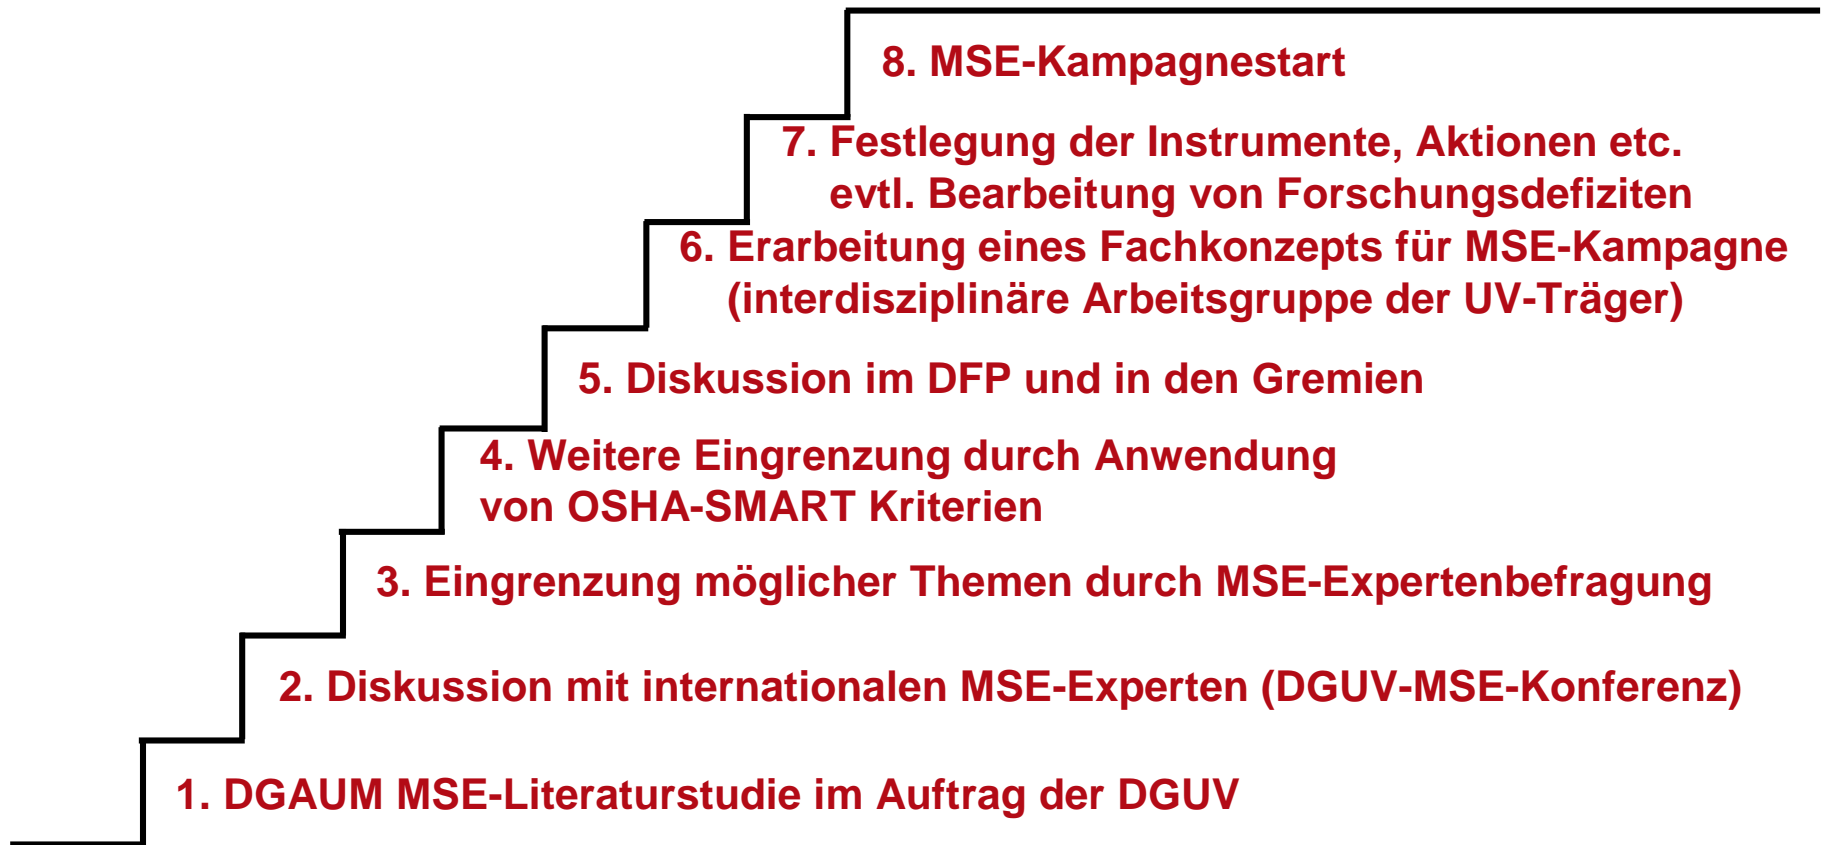 8. MSE-Kampagnestart
7. Festlegung der Instrumente, Aktionen etc.
evtl. Bearbeitung von Forschungsdefiziten
6. Erarbeitung eines Fachkonzepts für MSE-Kampagne
(interdisziplinäre Arbeitsgruppe der UV-Träger)
5. Diskussion im DFP und in den Gremien
4. Weitere Eingrenzung durch Anwendung
von OSHA-SMART Kriterien
3. Eingrenzung möglicher Themen durch MSE-Expertenbefragung
2. Diskussion mit internationalen MSE-Experten (DGUV-MSE-Konferenz)
1. DGAUM MSE-Literaturstudie im Auftrag der DGUV